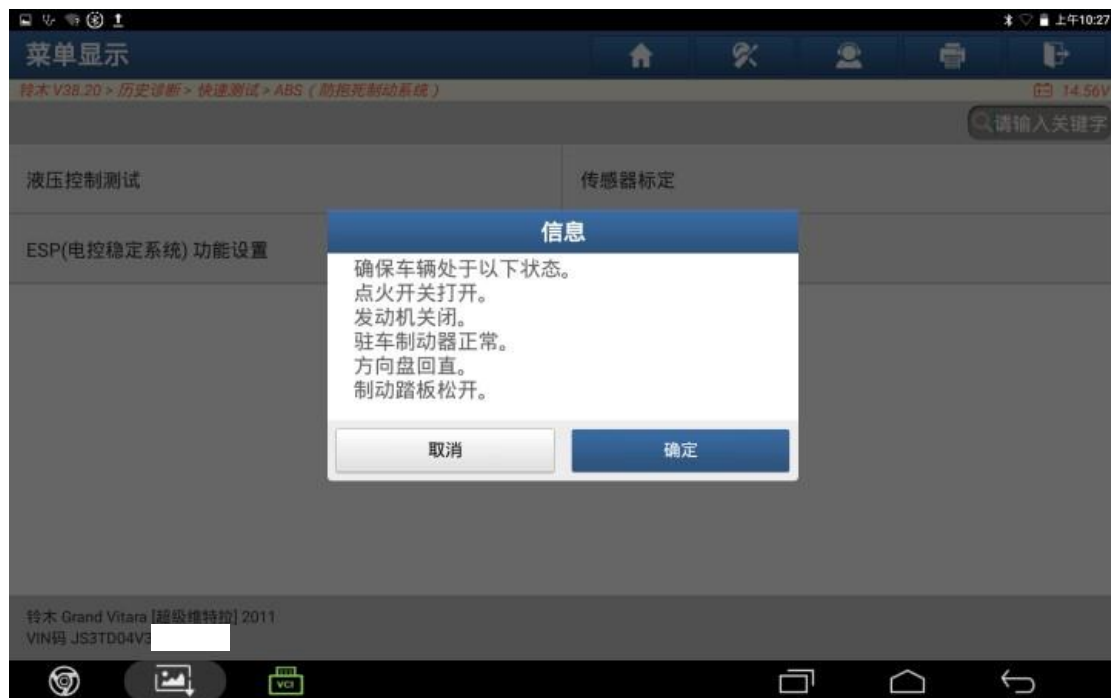 上午10:27
菜单显示
铃木 V38.20 > 历史诊断 > 快速测试 > ABS ( 防抱死制动系统 )
14.56V
请输入关键字
液压控制测试
传感器标定
ESP(电控稳定系统) 功能设置
信息
确保车辆处于以下状态。
点火开关打开。
发动机关闭。
驻车制动器正常。
方向盘回直。
制动踏板松开。
取消
确定
铃木 Grand Vitara [超级维特拉] 2011
VIN码 JS3TD04V3
VCI